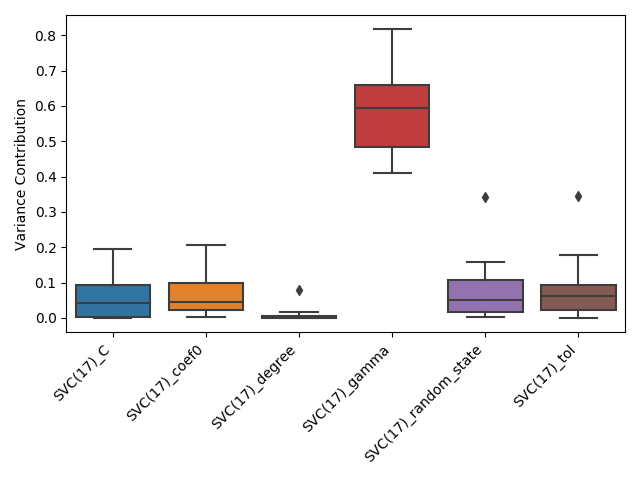 Variance Contribution
0.8
0.7
0.6
0.5
0.4
0.3
0.2
0.1
0.0
SVC(17)_C
SVC(17)_coef0
SVC(17)_degree
SVC(17)_gamma
SVC(17)_random_state
SVC(17)_tol